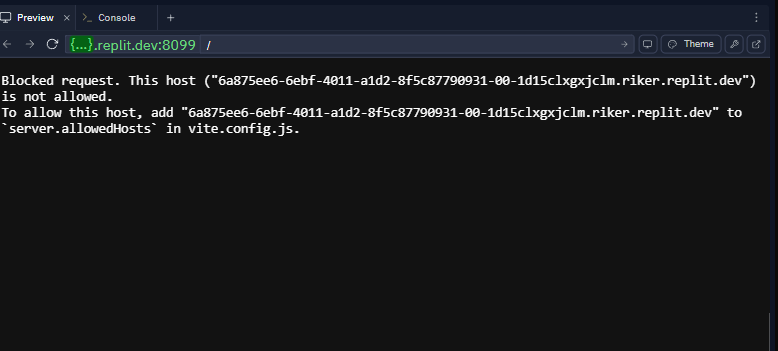 Preview
Console
{...}.replit.dev:8099 /
Theme
Blocked request. This host ("6a875ee6-6ebf-4011-a1d2-8f5c87790931-00-1d15clxgxjclm.riker.replit.dev")
is not allowed.
To allow this host, add "6a875ee6-6ebf-4011-a1d2-8f5c87790931-00-1d15clxgxjclm.riker.replit.dev" to
`server.allowedHosts` in vite.config.js.